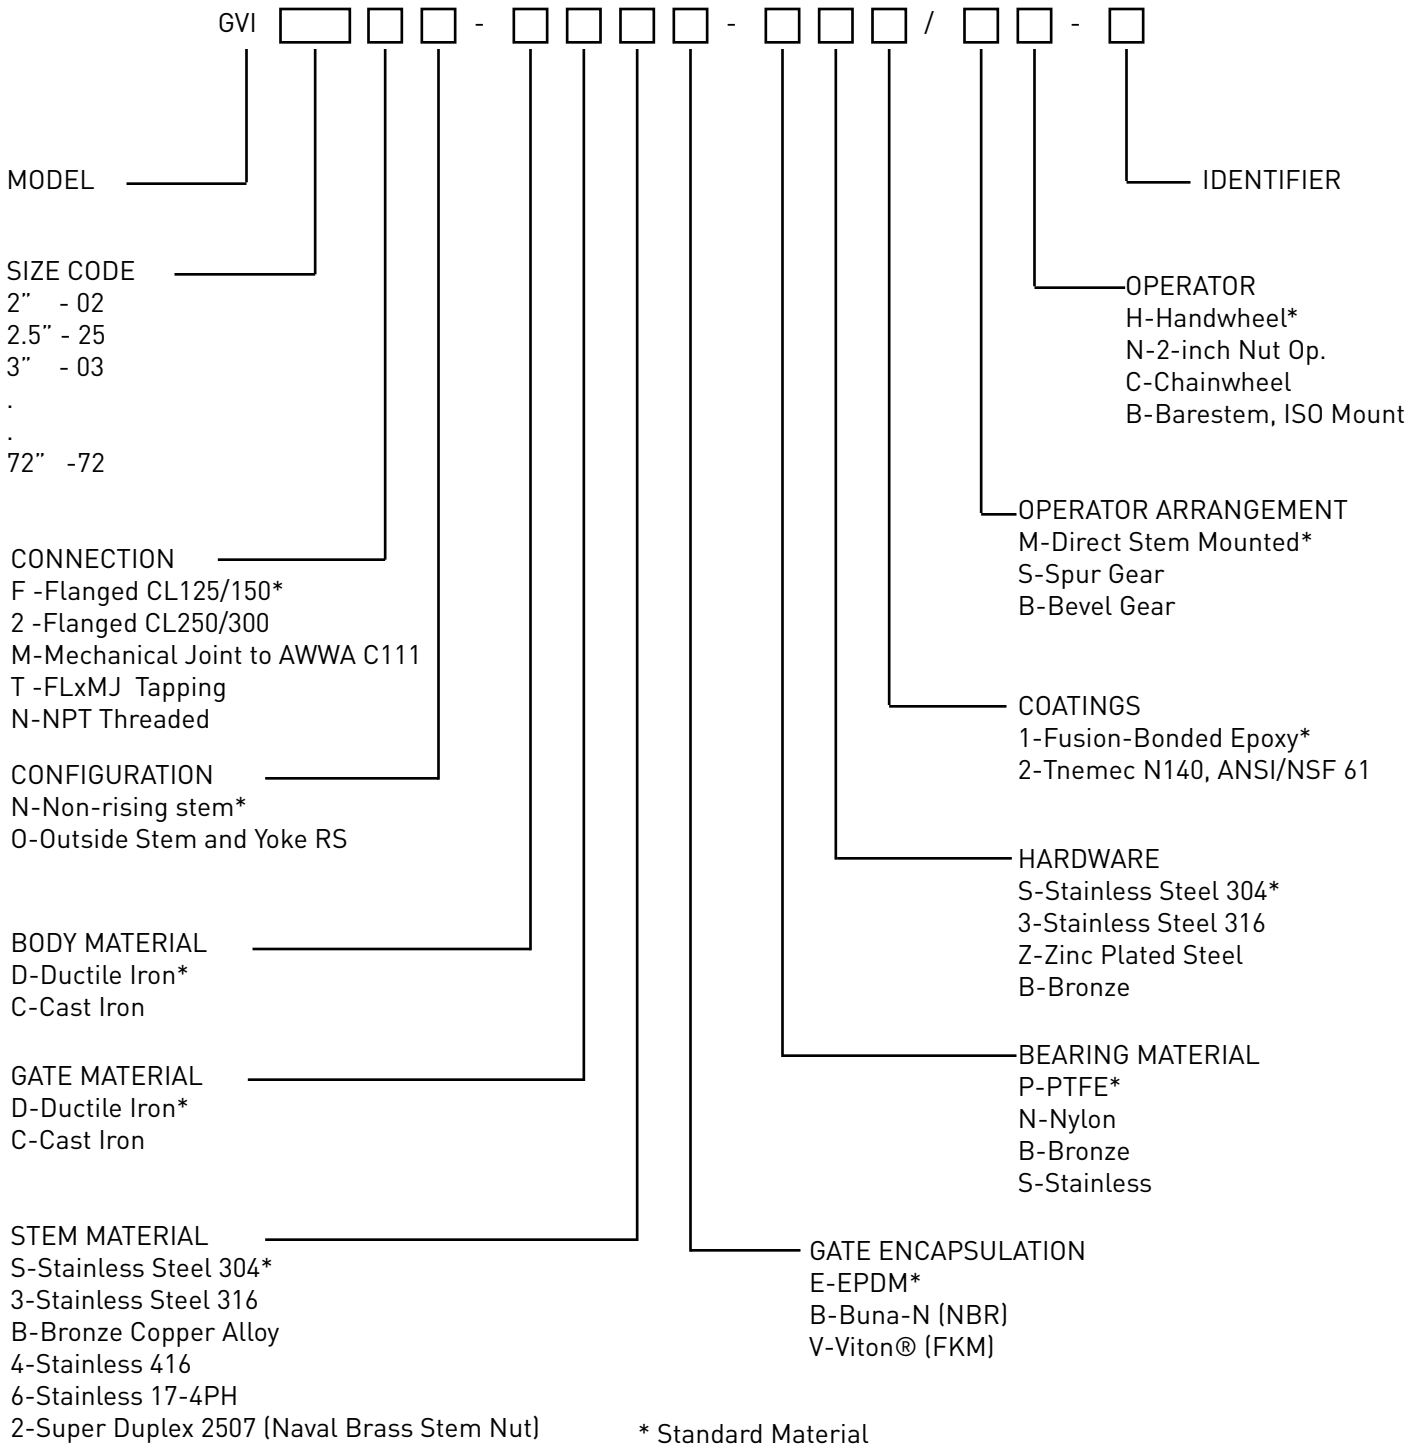 GVI - - / -
MODEL
IDENTIFIER
SIZE CODE
2” - 02
2.5” - 25
3” - 03
.
.
72” -72
OPERATOR
H-Handwheel*
N-2-inch Nut Op.
C-Chainwheel
B-Barestem, ISO Mount
OPERATOR ARRANGEMENT
M-Direct Stem Mounted*
S-Spur Gear
B-Bevel Gear
CONNECTION
F -Flanged CL125/150*
2 -Flanged CL250/300
M-Mechanical Joint to AWWA C111
T -FLxMJ Tapping
N-NPT Threaded
COATINGS
1-Fusion-Bonded Epoxy*
2-Tnemec N140, ANSI/NSF 61
CONFIGURATION
N-Non-rising stem*
O-Outside Stem and Yoke RS
HARDWARE
S-Stainless Steel 304*
3-Stainless Steel 316
Z-Zinc Plated Steel
B-Bronze
BODY MATERIAL
D-Ductile Iron*
C-Cast Iron
BEARING MATERIAL
P-PTFE*
N-Nylon
B-Bronze
S-Stainless
GATE MATERIAL
D-Ductile Iron*
C-Cast Iron
STEM MATERIAL
S-Stainless Steel 304*
3-Stainless Steel 316
B-Bronze Copper Alloy
4-Stainless 416
6-Stainless 17-4PH
2-Super Duplex 2507 (Naval Brass Stem Nut)
GATE ENCAPSULATION
E-EPDM*
B-Buna-N (NBR)
V-Viton® (FKM)
* Standard Material